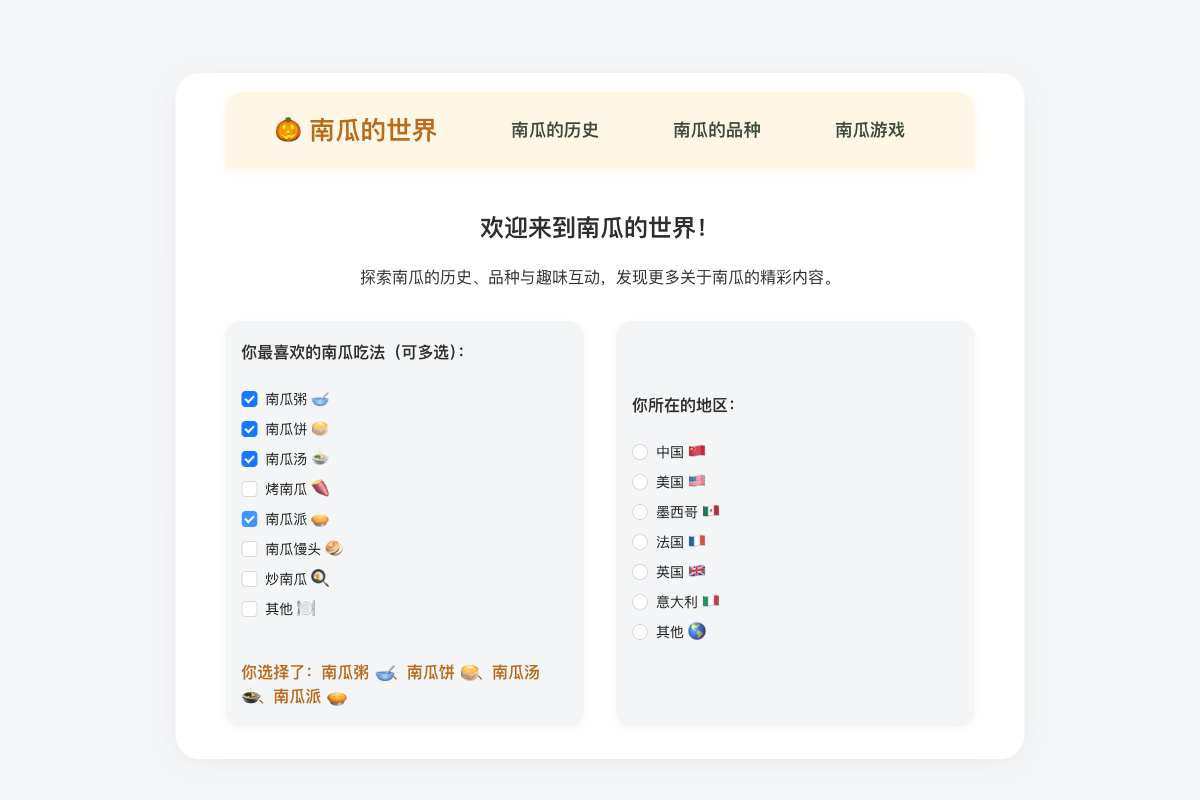 🎃 南瓜的世界 南瓜的历史 南瓜的品种 南瓜游戏
欢迎来到南瓜的世界！
探索南瓜的历史、品种与趣味互动，发现更多关于南瓜的精彩内容。
你最喜欢的南瓜吃法（可多选）：
南瓜粥 🥣
南瓜饼 🥞
南瓜汤 🍲
烤南瓜 🍠
南瓜派 🥧
南瓜馒头 🥯
炒南瓜 🍳
其他 🍽️
你选择了：南瓜粥 🥣、南瓜饼 🥞、南瓜汤
🍲、南瓜派 🥧
你所在的地区：
中国 🇨🇳
美国 🇺🇸
墨西哥 🇲🇽
法国 🇫🇷
英国 🇬🇧
意大利 🇮🇹
其他 🌎